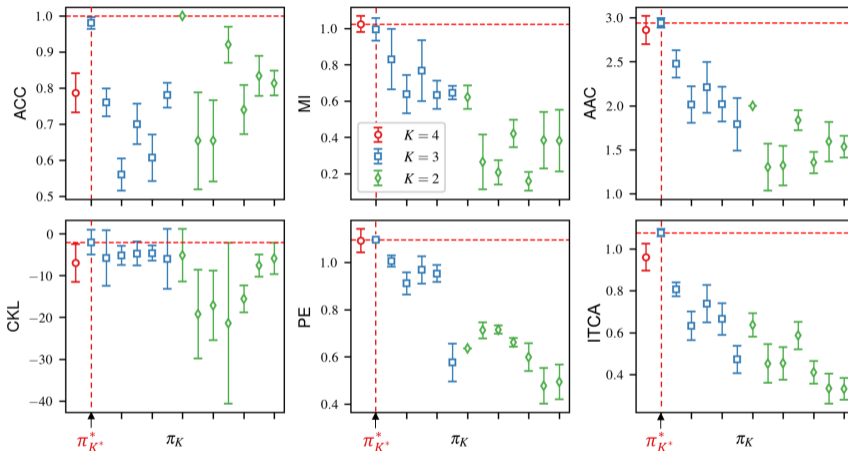 ACC
1.0
0.9
0.8
0.7
0.6
0.5
MI
1.0
0.8
0.6
0.4
0.2
K = 4
K = 3
K = 2
AAC
3.0
2.5
2.0
1.5
1.0
CKL
0
−10
−20
−30
−40
π*K*
πK
PE
1.0
0.8
0.6
0.4
π*K*
πK
ITCA
1.0
0.8
0.6
0.4
π*K*
πK